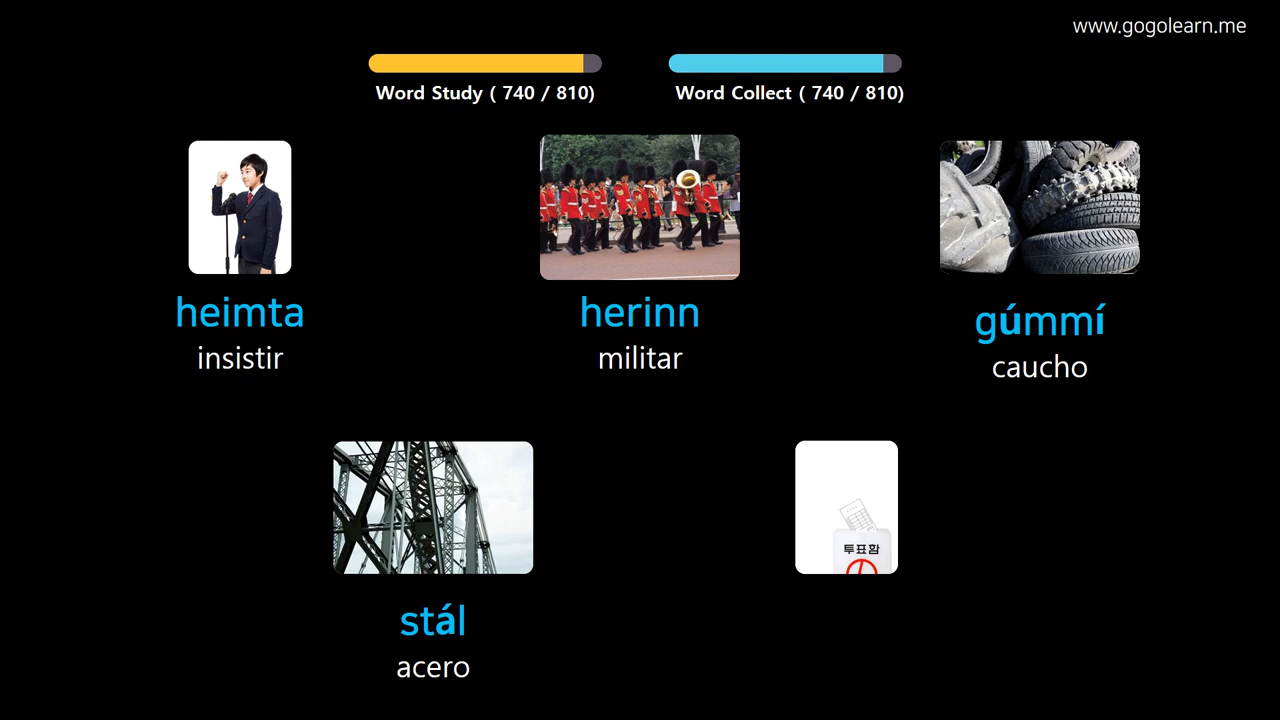 www.gogolearn.me
Word Study ( 740 / 810)
Word Collect ( 740 / 810)
heimta
insistir
herinn
militar
gúmmí
caucho
투표함
stál
acero